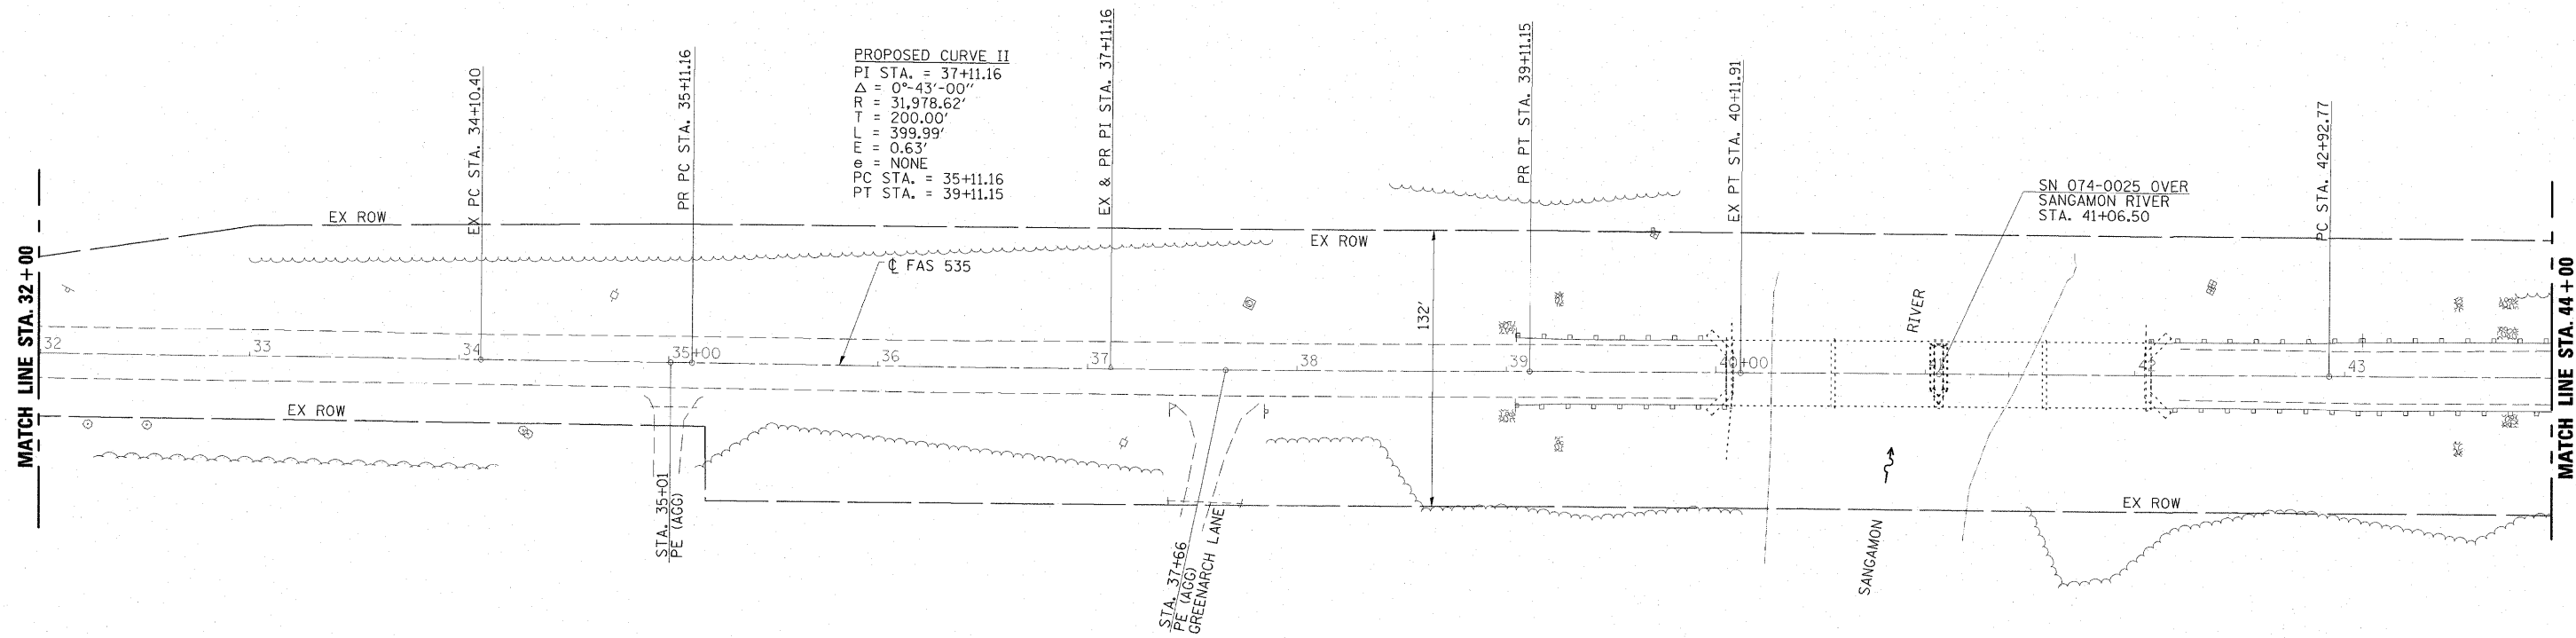 MATCH LINE STA. 32+00
EX ROW
EX PC STA. 34+10.40
PR PC STA. 35+11.16
PROPOSED CURVE II
PI STA. = 37+11.16
Δ = 0°-43'-00"
R = 31,978.62'
T = 200.00'
L = 399.99'
E = 0.63'
e = NONE
PC STA. = 35+11.16
PT STA. = 39+11.15
EX & PR PI STA. 37+11.16
EX ROW
PR PT STA. 39+11.15
EX PT STA. 40+11.91
SN 074-0025 OVER
SANGAMON RIVER
STA. 41+06.50
PC STA. 42+92.77
MATCH LINE STA. 44+00
℄ FAS 535
132'
RIVER
32
33
34
35+00
36
37
38
39
40+00
42
43
EX ROW
STA. 35+01
PE (AGG)
STA. 37+66
PE (AGG)
GREENARCH LANE
SANGAMON
EX ROW